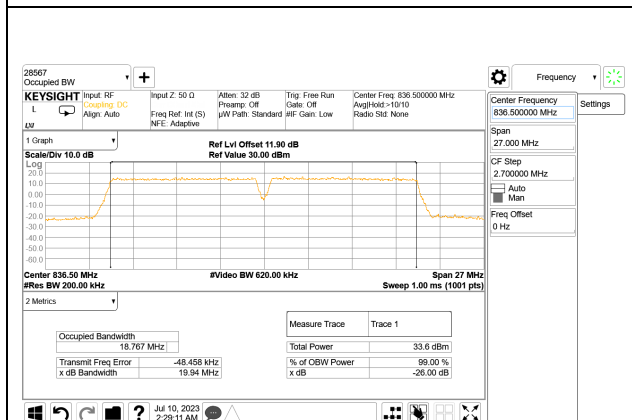 28567
Occupied BW
Frequency
KEYSIGHT
L
Input: RF
Coupling: DC
Align: Auto
Input Z: 50 Ω
Freq Ref: Int (S)
NFE: Adaptive
Atten: 32 dB
Preamp: Off
µW Path: Standard
Trig: Free Run
Gate: Off
#IF Gain: Low
Center Freq: 836.500000 MHz
Avg|Hold:>10/10
Radio Std: None
Center Frequency
836.500000 MHz
Settings
Span
27.000 MHz
CF Step
2.700000 MHz
Auto
Man
Freq Offset
0 Hz
1 Graph
Ref Lvl Offset 11.90 dB
Scale/Div 10.0 dB
Ref Value 30.00 dBm
Log
20.0
10.0
0.00
-10.0
-20.0
-30.0
-40.0
-50.0
-60.0
Center 836.50 MHz
#Video BW 620.00 kHz
Span 27 MHz
#Res BW 200.00 kHz
Sweep 1.00 ms (1001 pts)
2 Metrics
Measure Trace
Trace 1
Occupied Bandwidth
18.767 MHz
Total Power
33.6 dBm
Transmit Freq Error
-48.458 kHz
% of OBW Power
99.00 %
x dB Bandwidth
19.94 MHz
x dB
-26.00 dB
?
Jul 10, 2023
2:29:11 AM